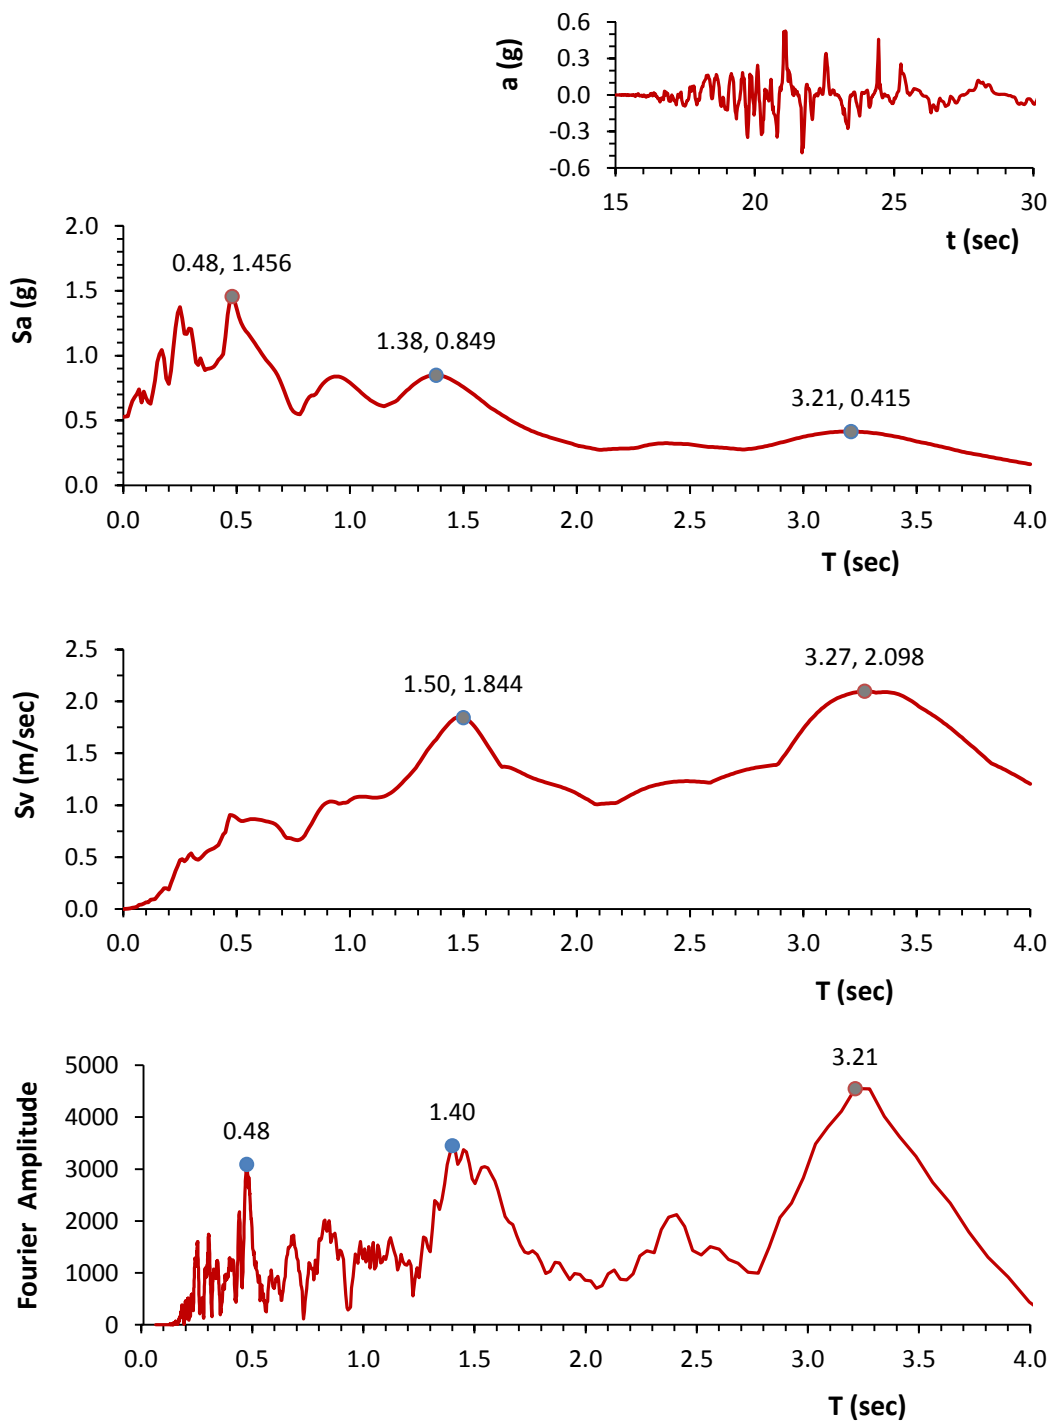 0.6
0.3
0.0
-0.3
-0.6
a (g)
15 20 25 30
t (sec)
2.0
1.5
1.0
0.5
0.0
Sa (g)
0.48, 1.456
1.38, 0.849
3.21, 0.415
0.0 0.5 1.0 1.5 2.0 2.5 3.0 3.5 4.0
T (sec)
2.5
2.0
1.5
1.0
0.5
0.0
Sv (m/sec)
1.50, 1.844
3.27, 2.098
0.0 0.5 1.0 1.5 2.0 2.5 3.0 3.5 4.0
T (sec)
5000
4000
3000
2000
1000
0
Fourier Amplitude
0.48
1.40
3.21
0.0 0.5 1.0 1.5 2.0 2.5 3.0 3.5 4.0
T (sec)